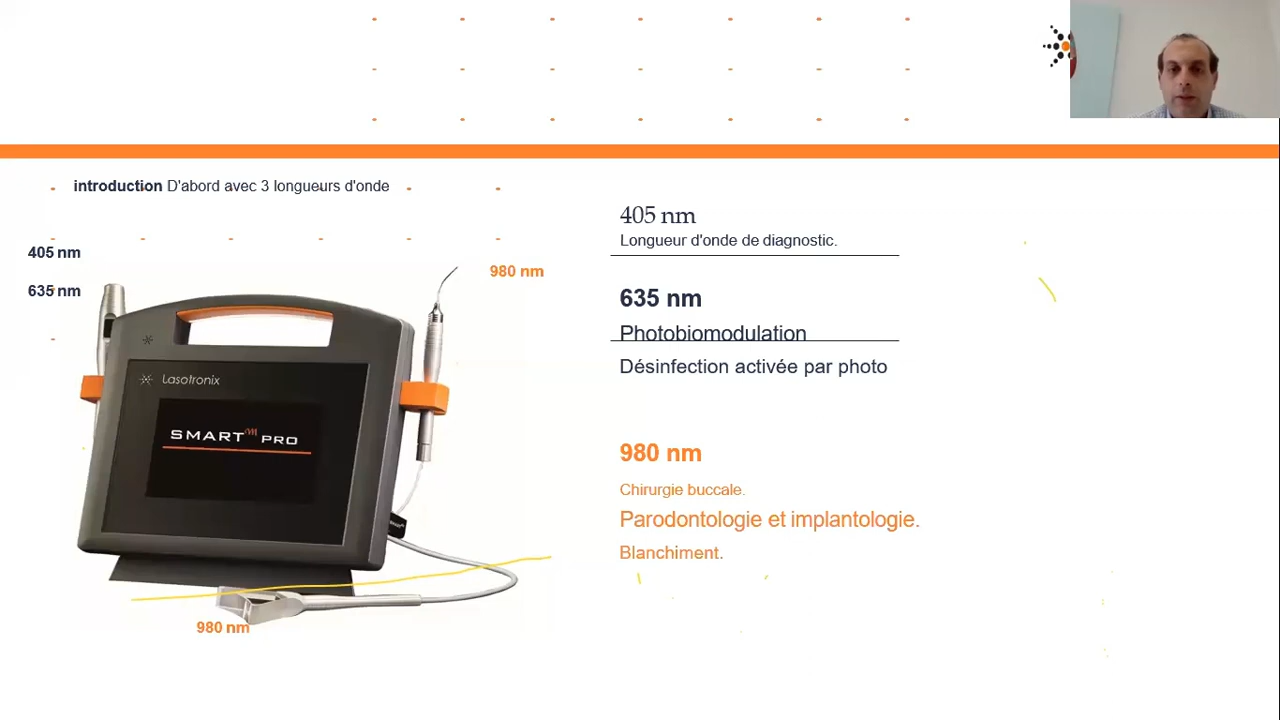 introduction D'abord avec 3 longueurs d'onde
405 nm
635 nm
980 nm
Lasotronix
SMARTM PRO
980 nm
405 nm
Longueur d'onde de diagnostic.
635 nm
Photobiomodulation
Désinfection activée par photo
980 nm
Chirurgie buccale.
Parodontologie et implantologie.
Blanchiment.